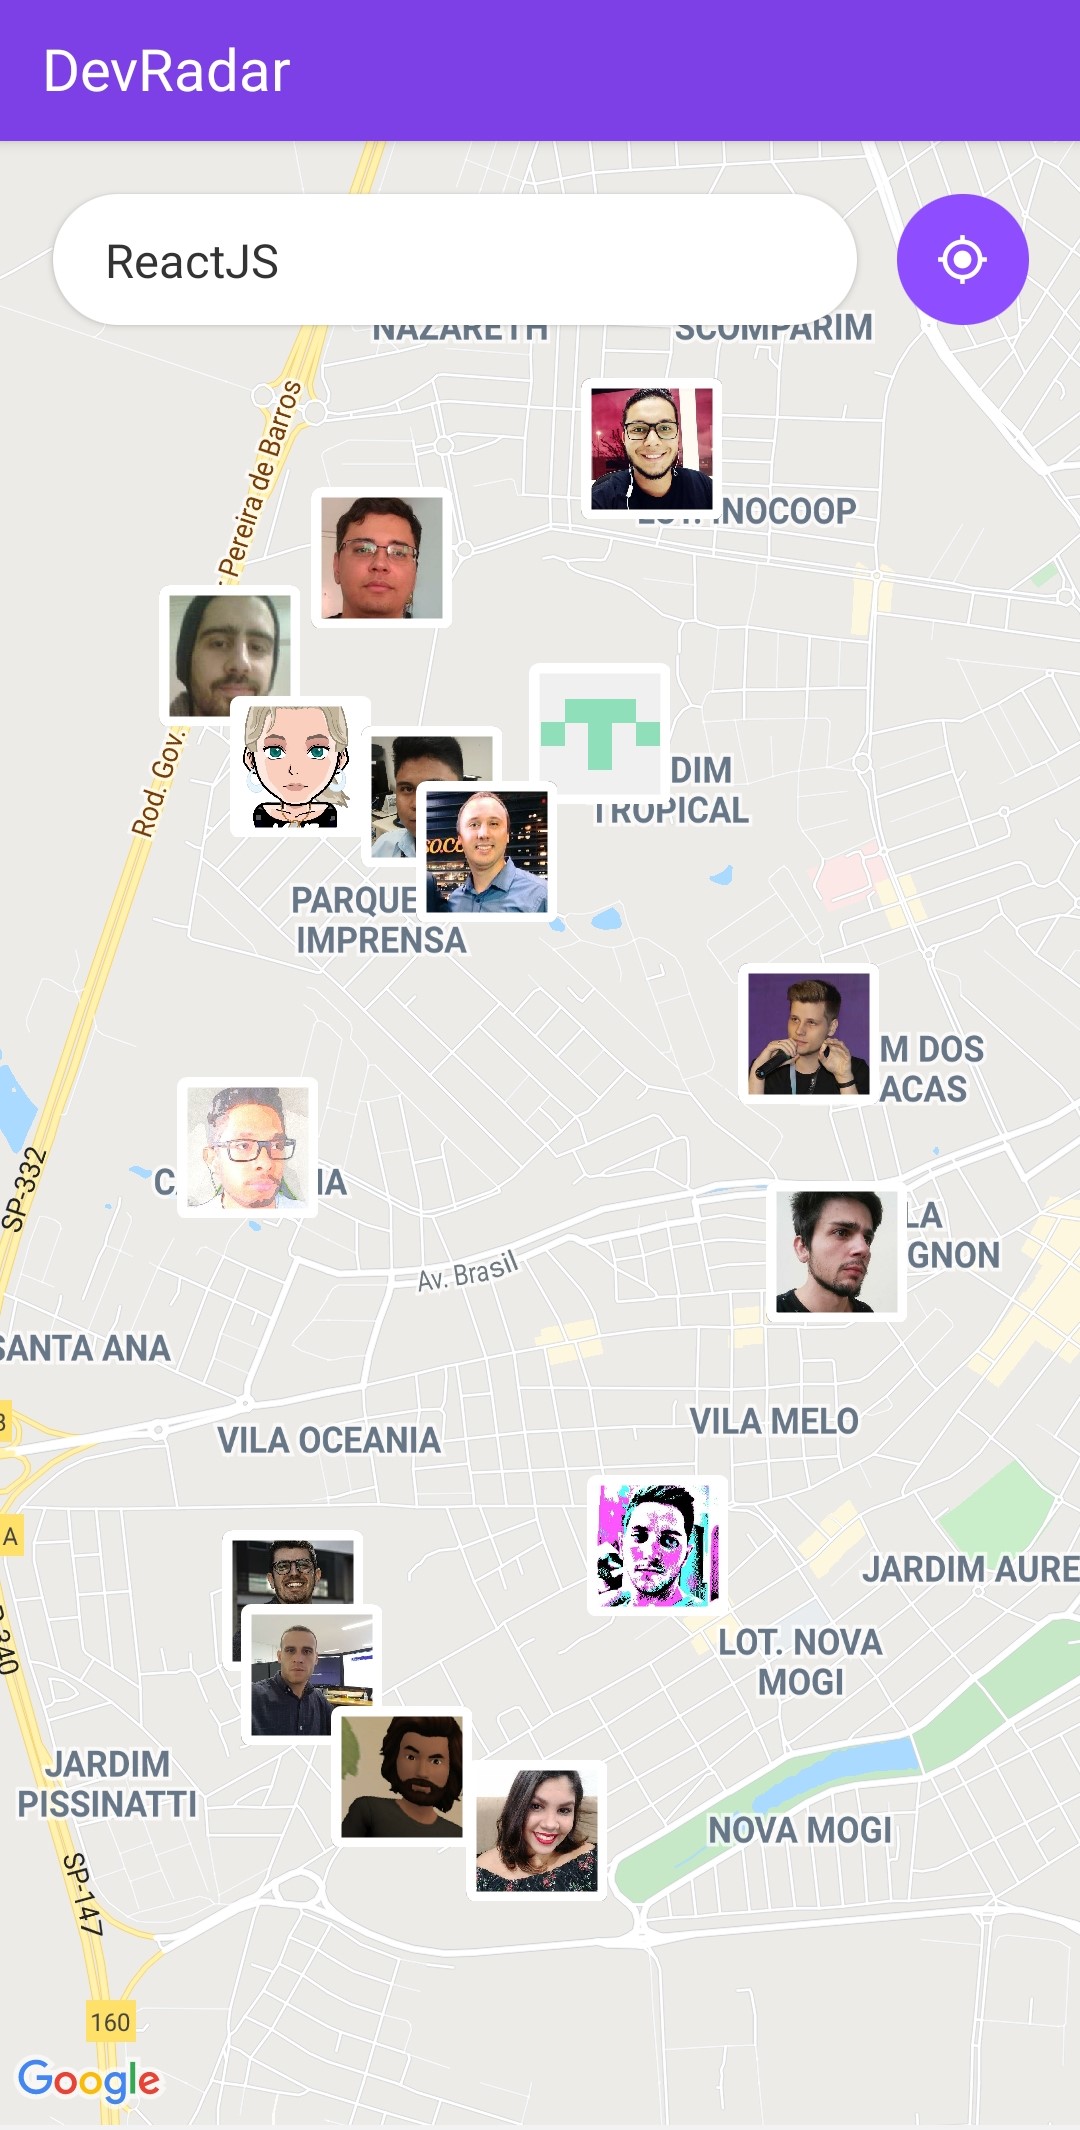 DevRadar
ReactJS
NAZARETH
SCOMPARIM
Pereira de Barros
INOCOOP
Rod. Gov.
DIM
TROPICAL
PARQUE
IMPRENSA
M DOS
ACAS
SP-332
C
IA
LA
GNON
Av. Brasil
SANTA ANA
VILA MELO
VILA OCEANIA
A
JARDIM AURE
LOT. NOVA
MOGI
JARDIM
PISSINATTI
NOVA MOGI
SP-147
160
Google